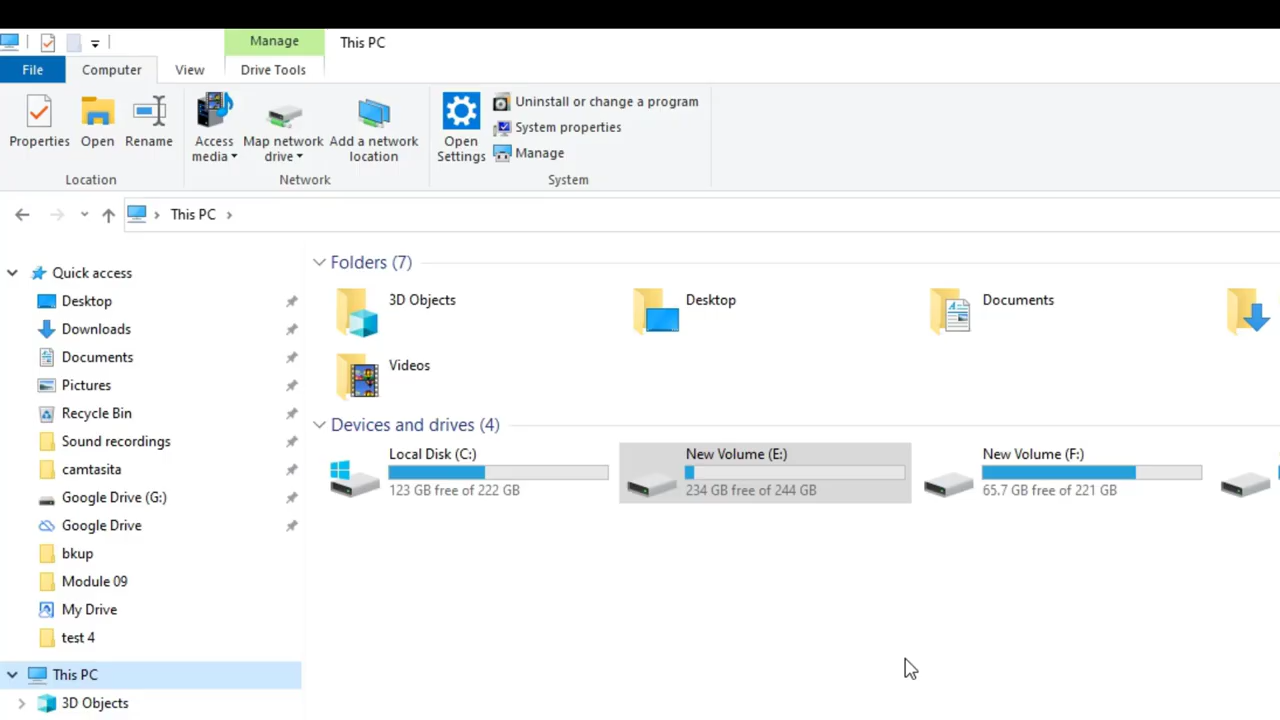 Manage
This PC
File
Computer
View
Drive Tools
Properties
Open
Rename
Access media
Map network drive
Add a network location
Open Settings
Uninstall or change a program
System properties
Manage
Location
Network
System
This PC
Quick access
Desktop
Downloads
Documents
Pictures
Recycle Bin
Sound recordings
camtasita
Google Drive (G:)
Google Drive
bkup
Module 09
My Drive
test 4
This PC
3D Objects
Folders (7)
3D Objects
Desktop
Documents
Videos
Devices and drives (4)
Local Disk (C:)
123 GB free of 222 GB
New Volume (E:)
234 GB free of 244 GB
New Volume (F:)
65.7 GB free of 221 GB